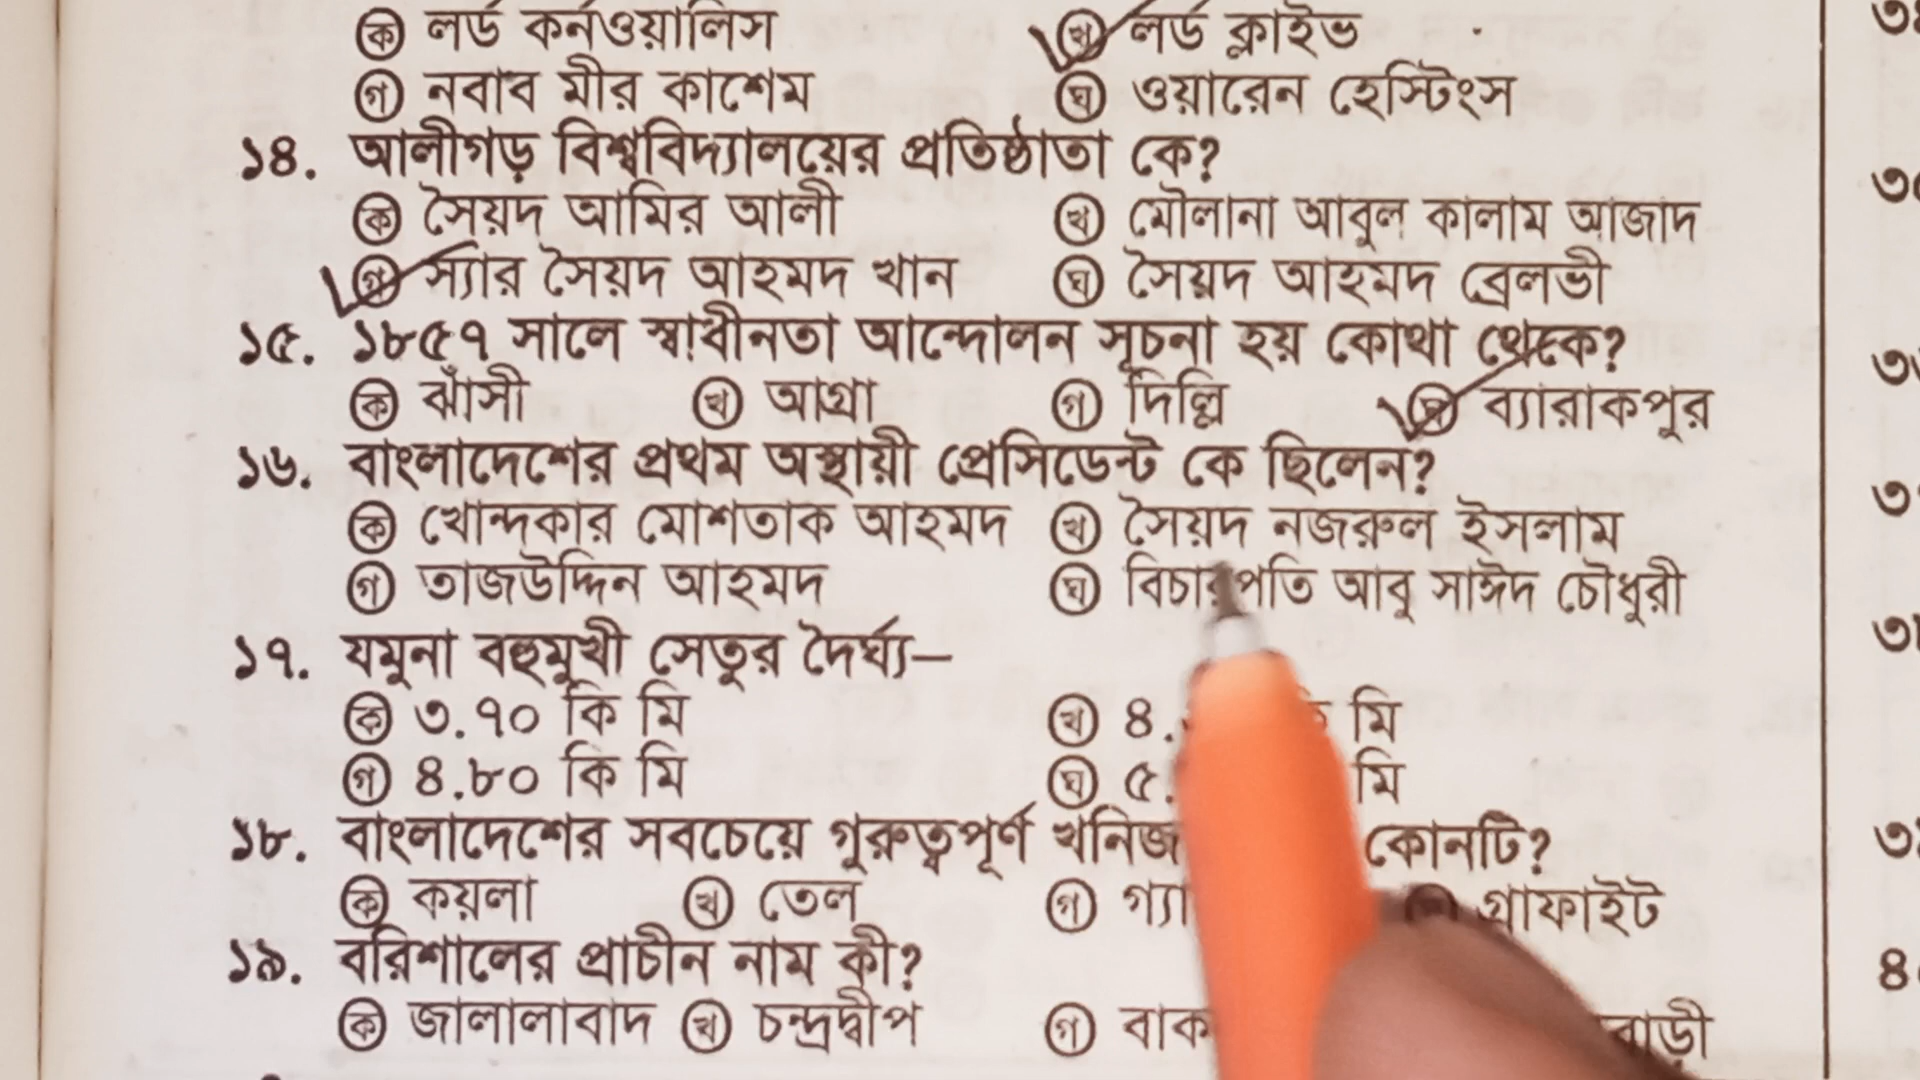 ক লর্ড কর্নওয়ালিস খ লর্ড ক্লাইভ
গ নবাব মীর কাশেম ঘ ওয়ারেন হেস্টিংস
১৪. আলীগড় বিশ্ববিদ্যালয়ের প্রতিষ্ঠাতা কে?
ক সৈয়দ আমির আলী খ মৌলানা আবুল কালাম আজাদ
গ স্যার সৈয়দ আহমদ খান ঘ সৈয়দ আহমদ ব্রেলভী
১৫. ১৮৫৭ সালে স্বাধীনতা আন্দোলন সূচনা হয় কোথা থেকে?
ক ঝাঁসী খ আগ্রা গ দিল্লি ঘ ব্যারাকপুর
১৬. বাংলাদেশের প্রথম অস্থায়ী প্রেসিডেন্ট কে ছিলেন?
ক খোন্দকার মোশতাক আহমদ খ সৈয়দ নজরুল ইসলাম
গ তাজউদ্দিন আহমদ ঘ বিচারপতি আবু সাঈদ চৌধুরী
১৭. যমুনা বহুমুখী সেতুর দৈর্ঘ্য—
ক ৩.৭০ কি মি খ ৪. মি
গ ৪.৮০ কি মি ঘ ৫. মি
১৮. বাংলাদেশের সবচেয়ে গুরুত্বপূর্ণ খনিজ কোনটি?
ক কয়লা খ তেল গ গ্রাফাইট
১৯. বরিশালের প্রাচীন নাম কী?
ক জালালাবাদ খ চন্দ্রদ্বীপ গ